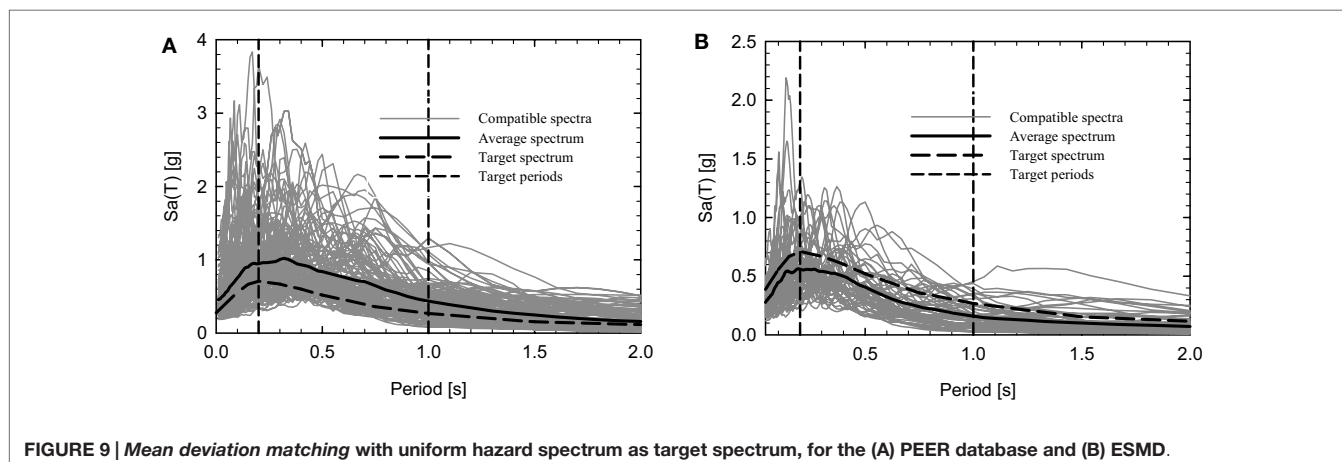 A
4
3
2
1
0
0.0 0.5 1.0 1.5 2.0
Sa(T) [g]
Period [s]
Compatible spectra
Average spectrum
Target spectrum
Target periods
B
2.5
2.0
1.5
1.0
0.5
0.0
0.5 1.0 1.5 2.0
Sa(T) [g]
Period [s]
Compatible spectra
Average spectrum
Target spectrum
Target periods
FIGURE 9 | Mean deviation matching with uniform hazard spectrum as target spectrum, for the (A) PEER database and (B) ESMD.